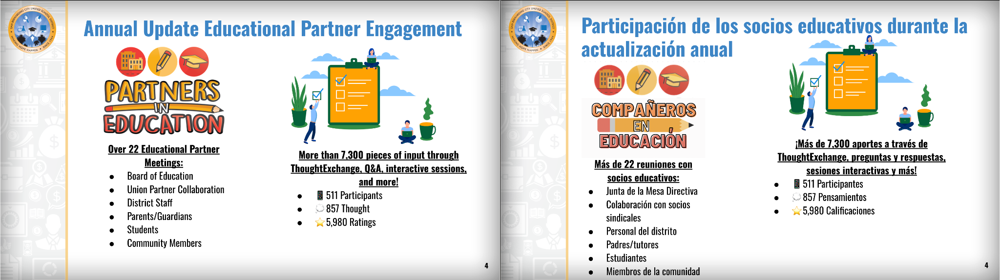 SAN BERNARDINO CITY UNIFIED SCHOOL DISTRICT
MAKING HOPE HAPPEN • SINCE 1964
Annual Update Educational Partner Engagement
PARTNERS
IN
EDUCATION
Over 22 Educational Partner
Meetings:
● Board of Education
● Union Partner Collaboration
● District Staff
● Parents/Guardians
● Students
● Community Members
More than 7,300 pieces of input through
ThoughtExchange, Q&A, interactive sessions,
and more!
● 📱 511 Participants
● 💭 857 Thought
● ⭐ 5,980 Ratings
4
SAN BERNARDINO CITY UNIFIED SCHOOL DISTRICT
MAKING HOPE HAPPEN • SINCE 1964
Participación de los socios educativos durante la
actualización anual
COMPAÑEROS
EN
EDUCACIÓN
Más de 22 reuniones con
socios educativos:
● Junta de la Mesa Directiva
● Colaboración con socios
sindicales
● Personal del distrito
● Padres/tutores
● Estudiantes
● Miembros de la comunidad
¡Más de 7,300 aportes a través de
ThoughtExchange, preguntas y respuestas,
sesiones interactivas y más!
● 📱 511 Participantes
● 💭 857 Pensamientos
● ⭐ 5,980 Calificaciones
4